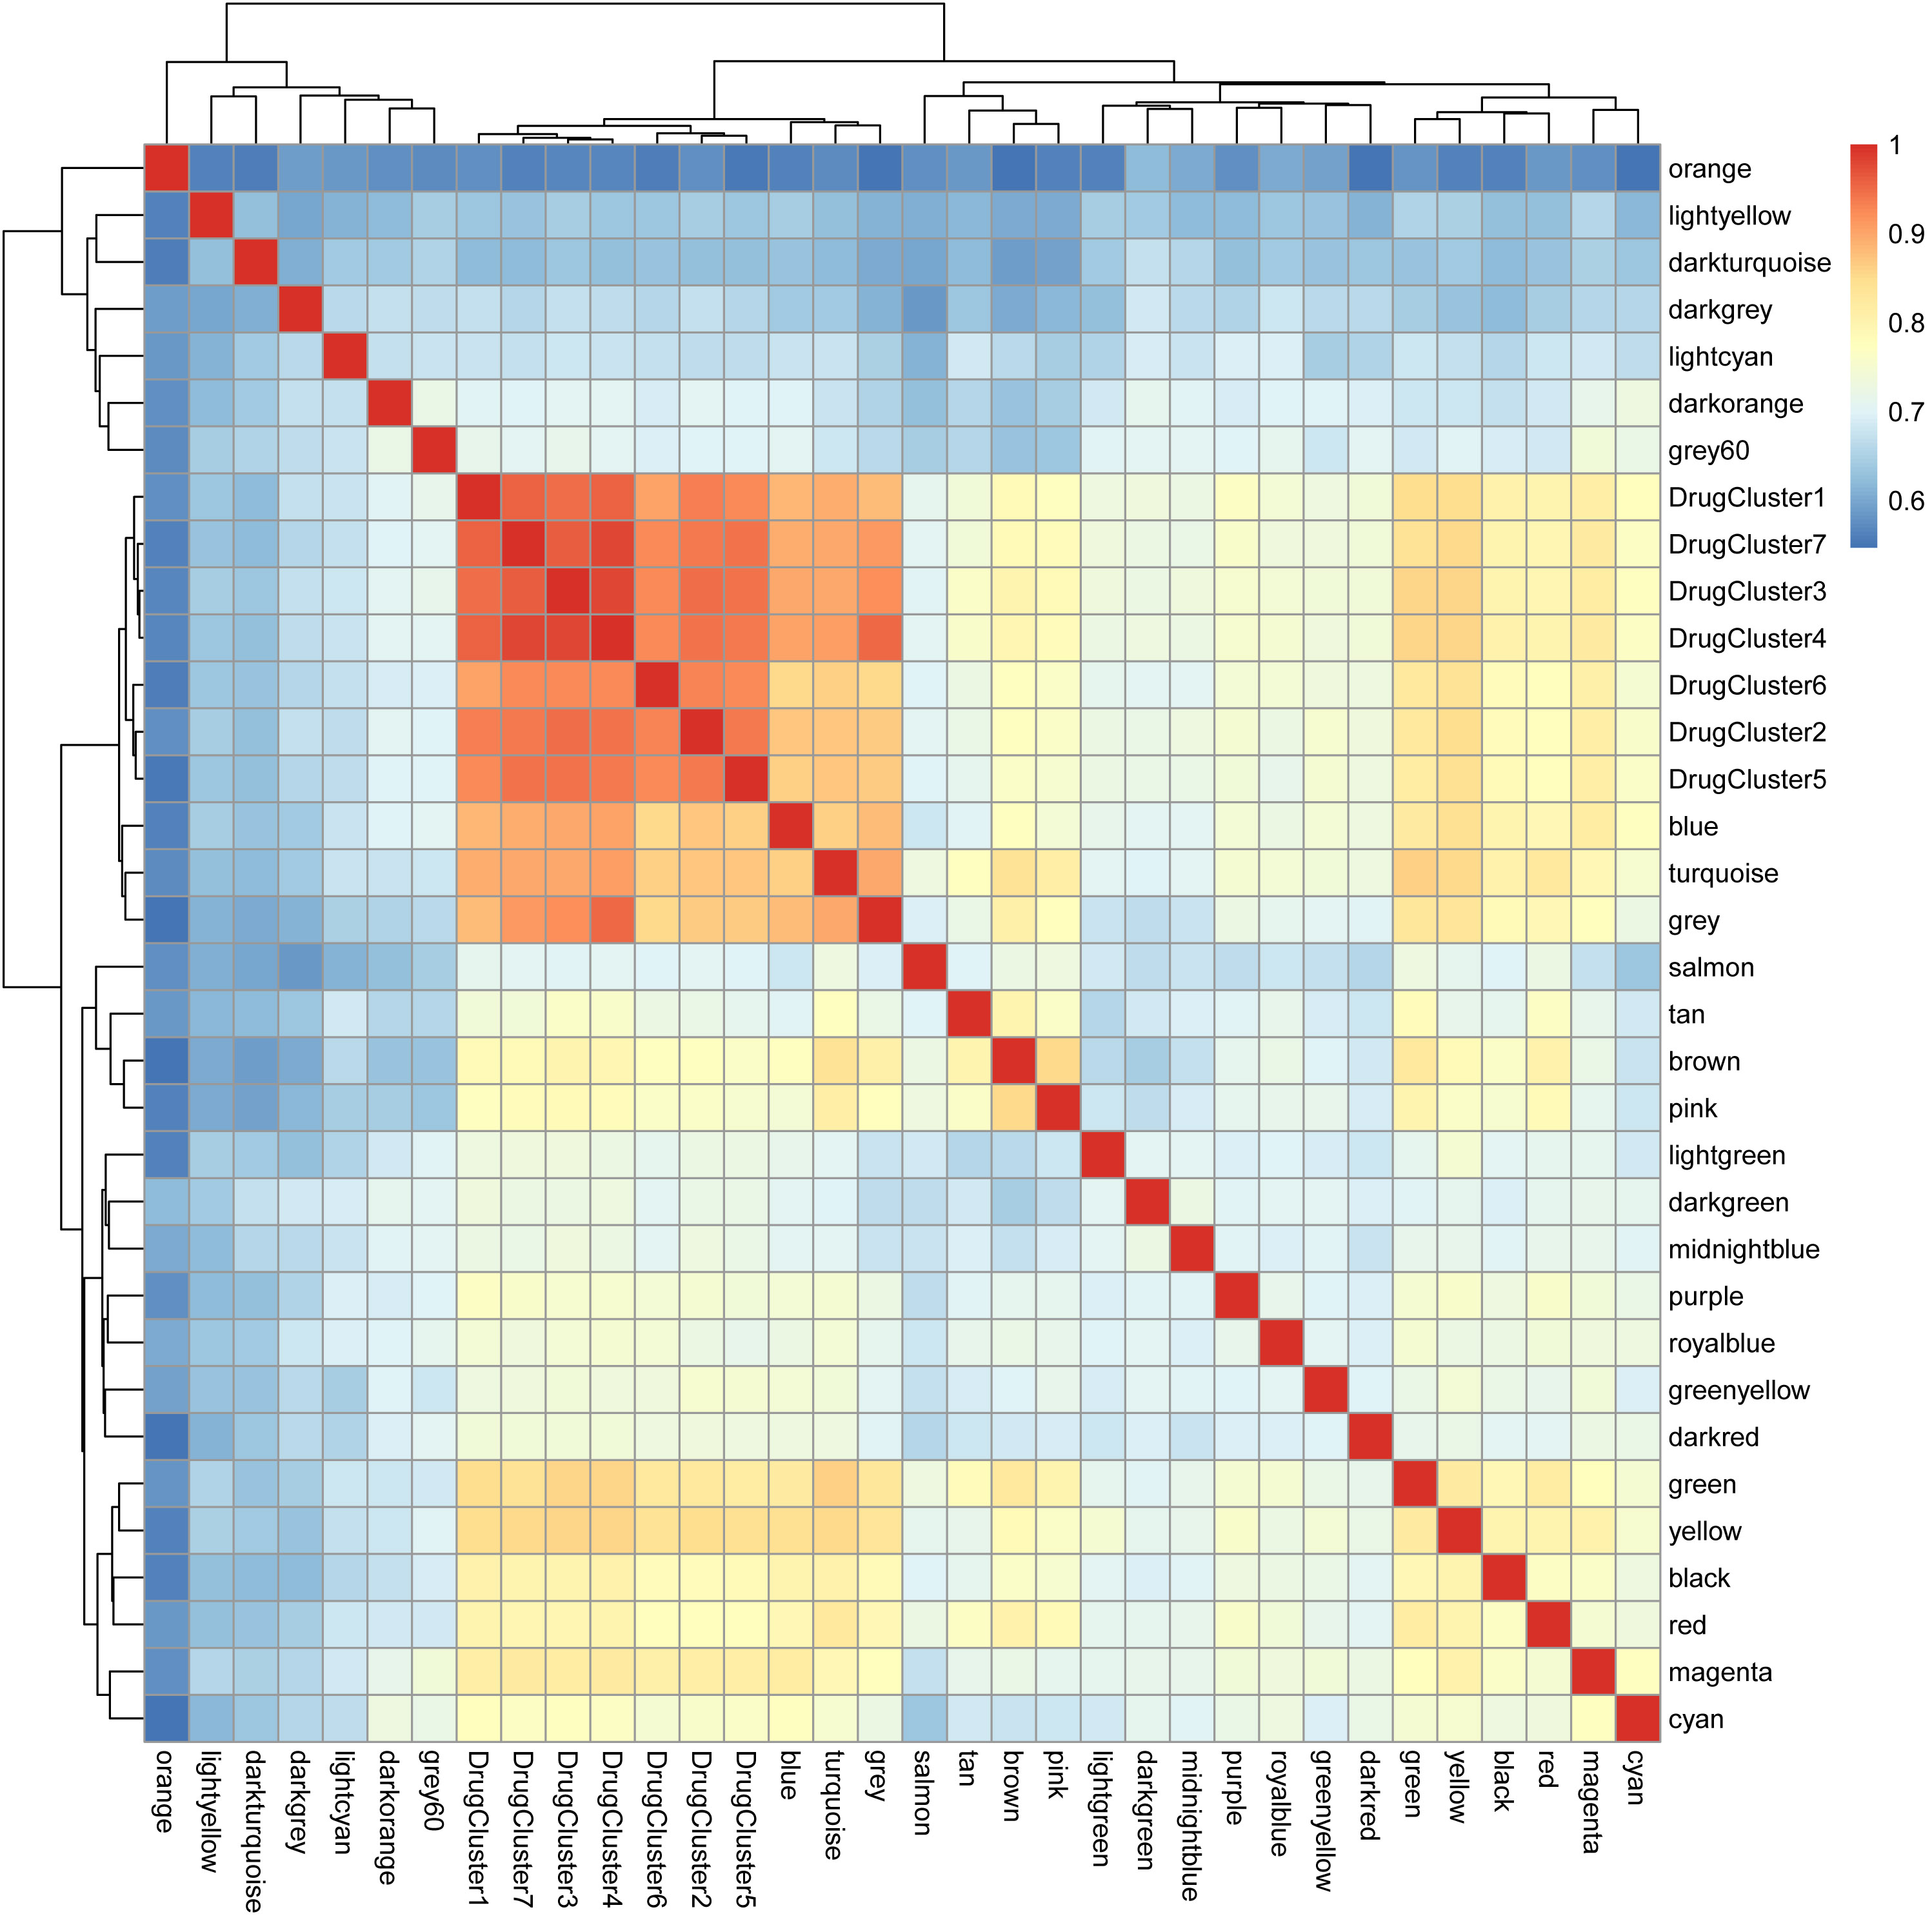 1
0.9
0.8
0.7
0.6
orange
lightyellow
darkturquoise
darkgrey
lightcyan
darkorange
grey60
DrugCluster1
DrugCluster7
DrugCluster3
DrugCluster4
DrugCluster6
DrugCluster2
DrugCluster5
blue
turquoise
grey
salmon
tan
brown
pink
lightgreen
darkgreen
midnightblue
purple
royalblue
greenyellow
darkred
green
yellow
black
red
magenta
cyan
orange
lightyellow
darkturquoise
darkgrey
lightcyan
darkorange
grey60
DrugCluster1
DrugCluster7
DrugCluster3
DrugCluster4
DrugCluster6
DrugCluster2
DrugCluster5
blue
turquoise
grey
salmon
tan
brown
pink
lightgreen
darkgreen
midnightblue
purple
royalblue
greenyellow
darkred
green
yellow
black
red
magenta
cyan